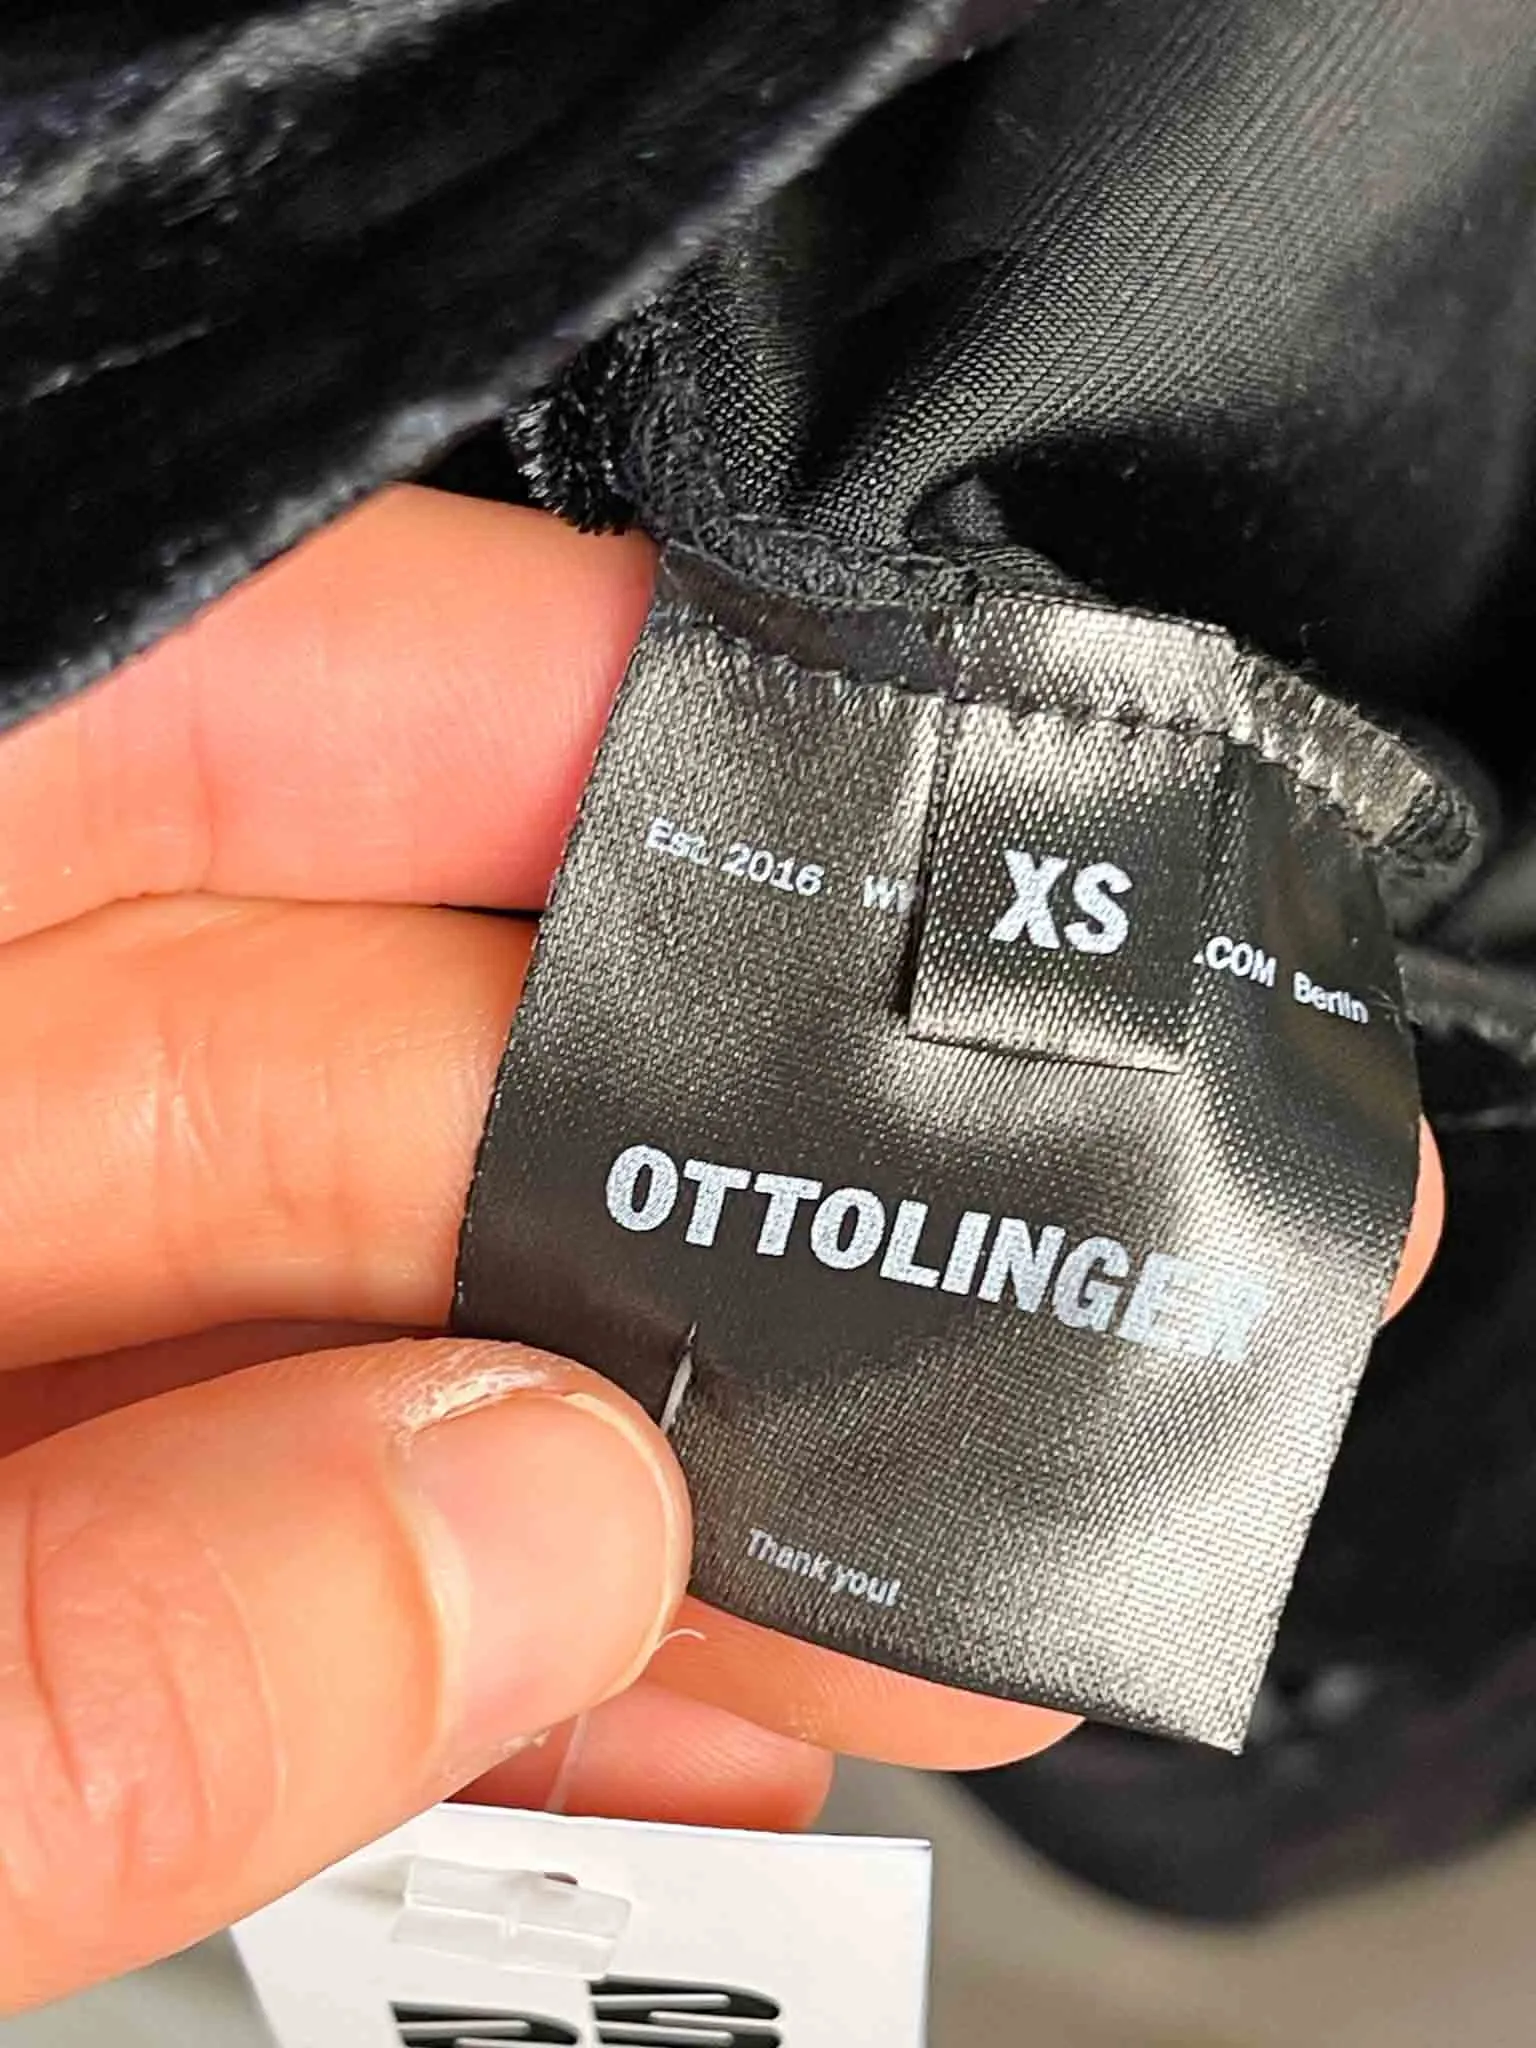 Est. 2016
XS
.COM Berlin
OTTOLINGER
Thank you!